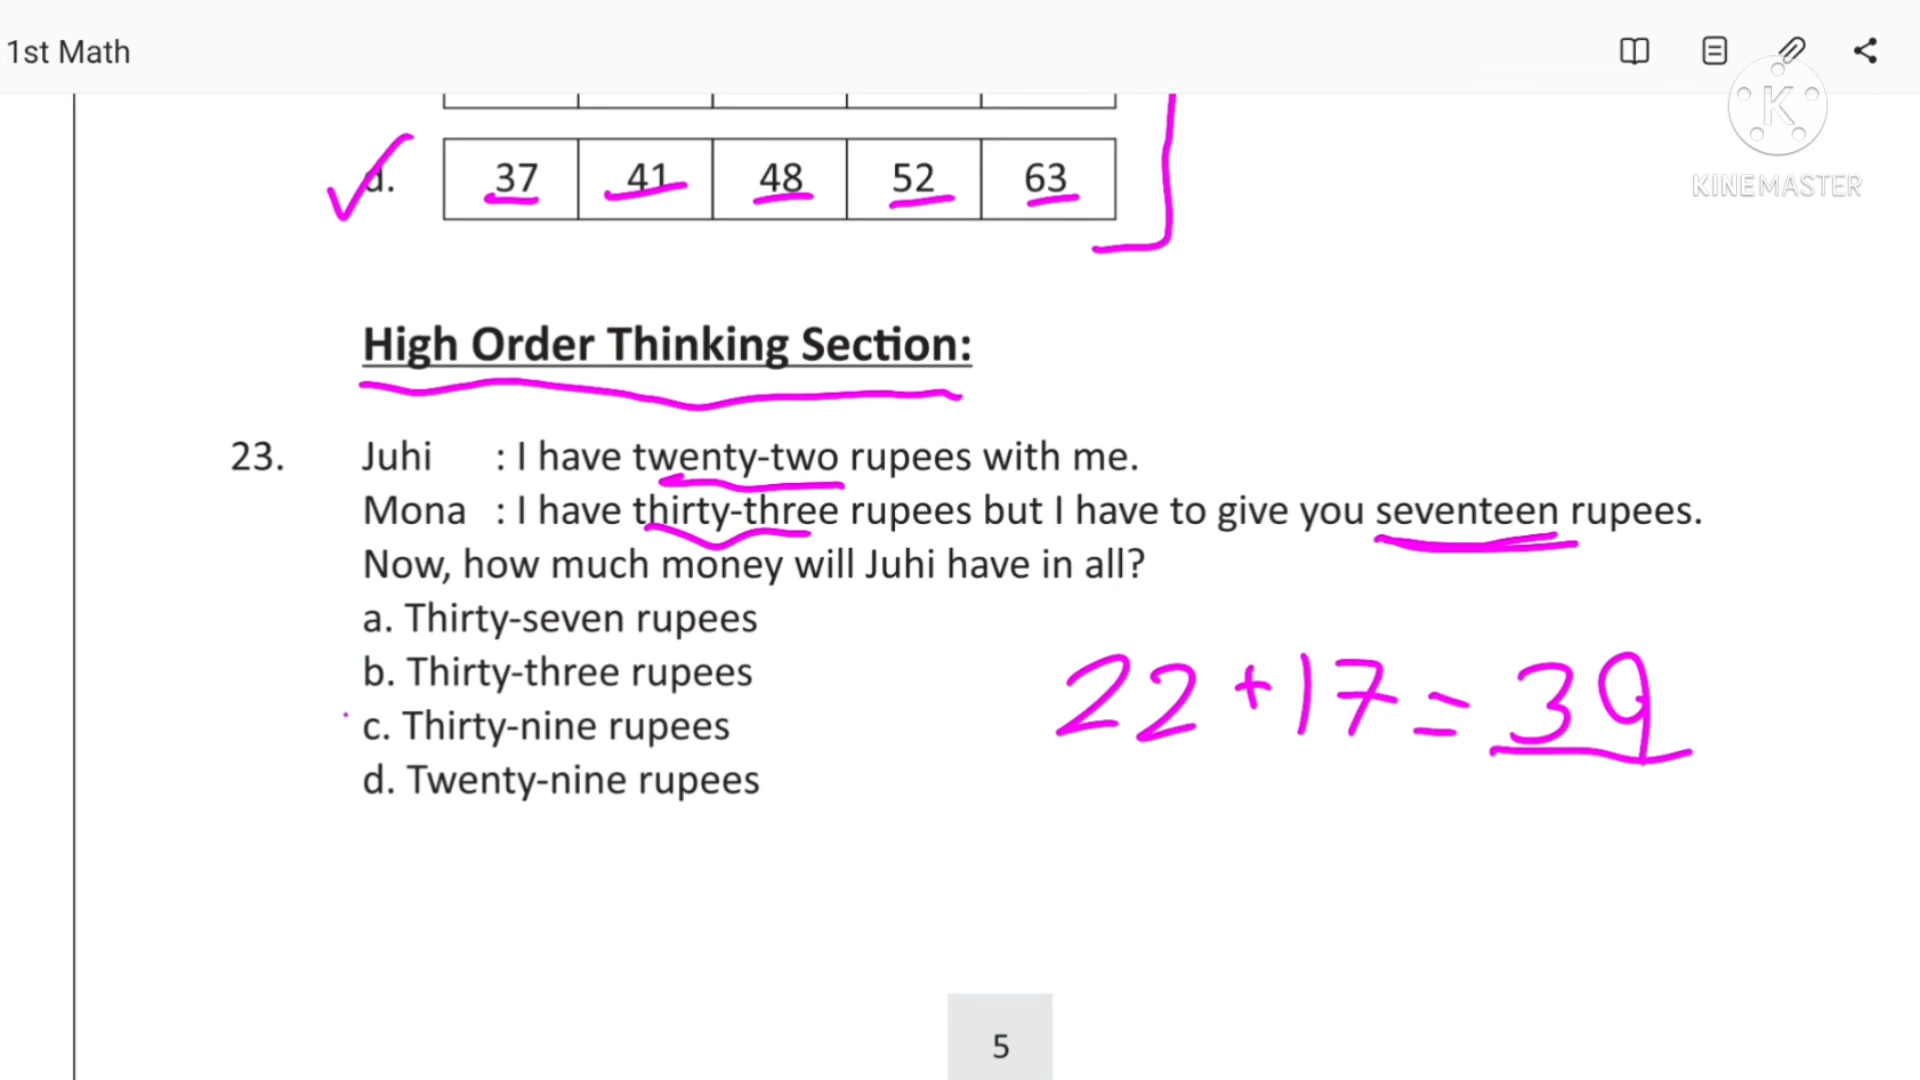 1st Math
K
KINEMASTER
d. 37 41 48 52 63
High Order Thinking Section:
23. Juhi : I have twenty-two rupees with me.
Mona : I have thirty-three rupees but I have to give you seventeen rupees.
Now, how much money will Juhi have in all?
a. Thirty-seven rupees
b. Thirty-three rupees
c. Thirty-nine rupees
d. Twenty-nine rupees
22+17=39
5